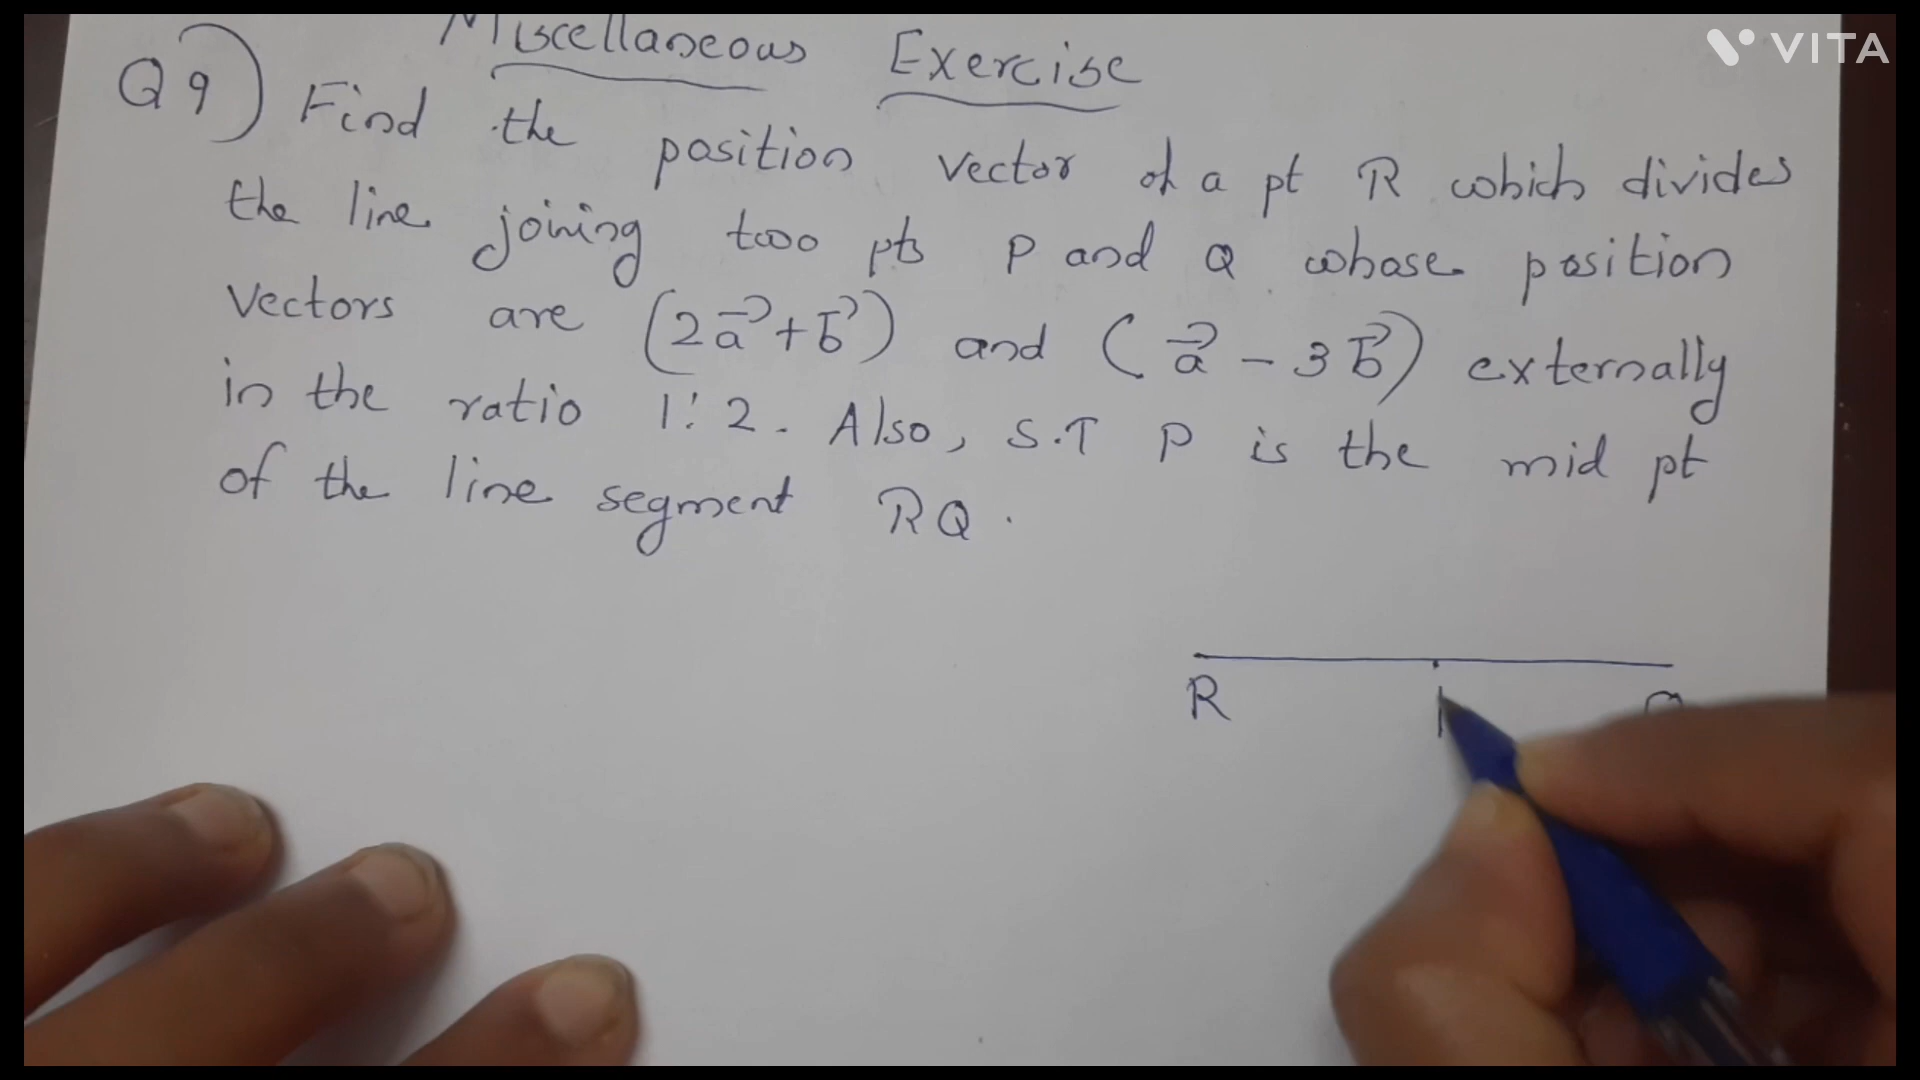 VITA
Miscellaneous Exercise
Q 9) Find the position vector of a pt R which divides
the line joining two pts P and Q whose position
vectors are (2a⃗ + b⃗) and (a⃗ - 3b⃗) externally
in the ratio 1:2. Also, S.T P is the mid pt
of the line segment RQ.
R